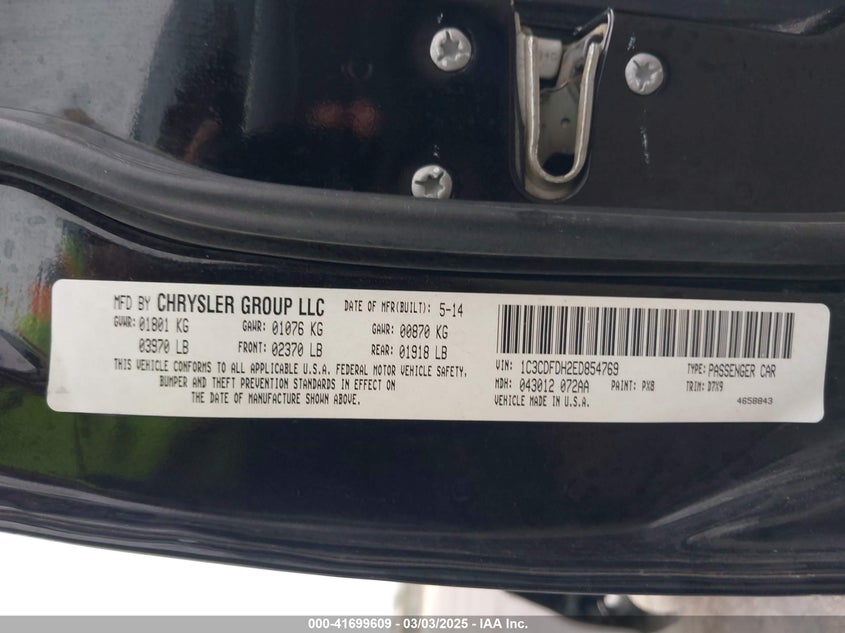 MFD BY CHRYSLER GROUP LLC DATE OF MFR(BUILT): 5-14
GVWR: 01801 KG GAWR: 01076 KG GAWR: 00870 KG
03970 LB FRONT: 02370 LB REAR: 01918 LB
THIS VEHICLE CONFORMS TO ALL APPLICABLE U.S.A. FEDERAL MOTOR VEHICLE SAFETY,
BUMPER AND THEFT PREVENTION STANDARDS IN EFFECT ON
THE DATE OF MANUFACTURE SHOWN ABOVE.
VIN: 1C3CDFDH2ED854769 TYPE: PASSENGER CAR
MDH: 043012 072AA PAINT: PX8 TRIM: D7X9
VEHICLE MADE IN U.S.A. 4658843
000-41699609 - 03/03/2025 - IAA Inc.